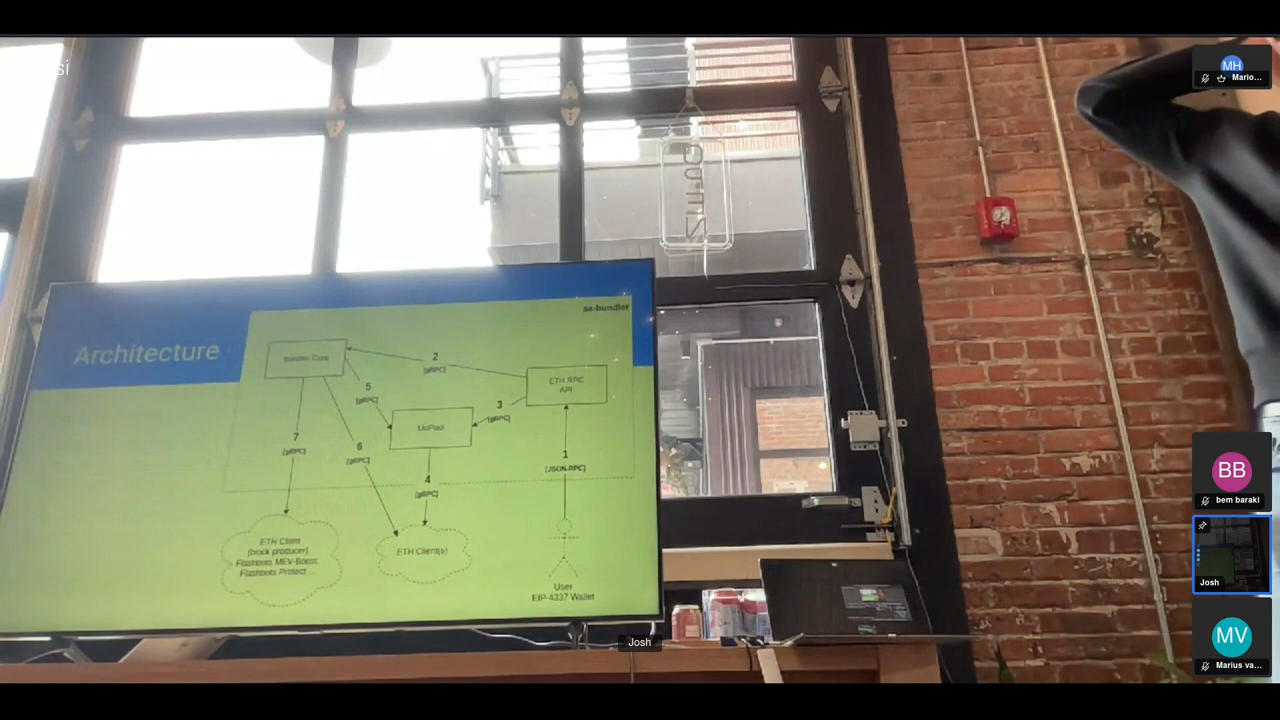 si
MH
Mario...
aa-bundler
Architecture
Bundler Core
2
[gRPC]
ETH RPC
API
5
[gRPC]
3
[gRPC]
UoPool
7
[gRPC]
6
[gRPC]
1
[JSON-RPC]
4
[gRPC]
ETH Client
(block producer),
Flashbots MEV-Boost,
Flashbots Protect ...
ETH Client(s)
User
EIP-4337 Wallet
BB
bem baraki
Josh
Josh
MV
Marius va...